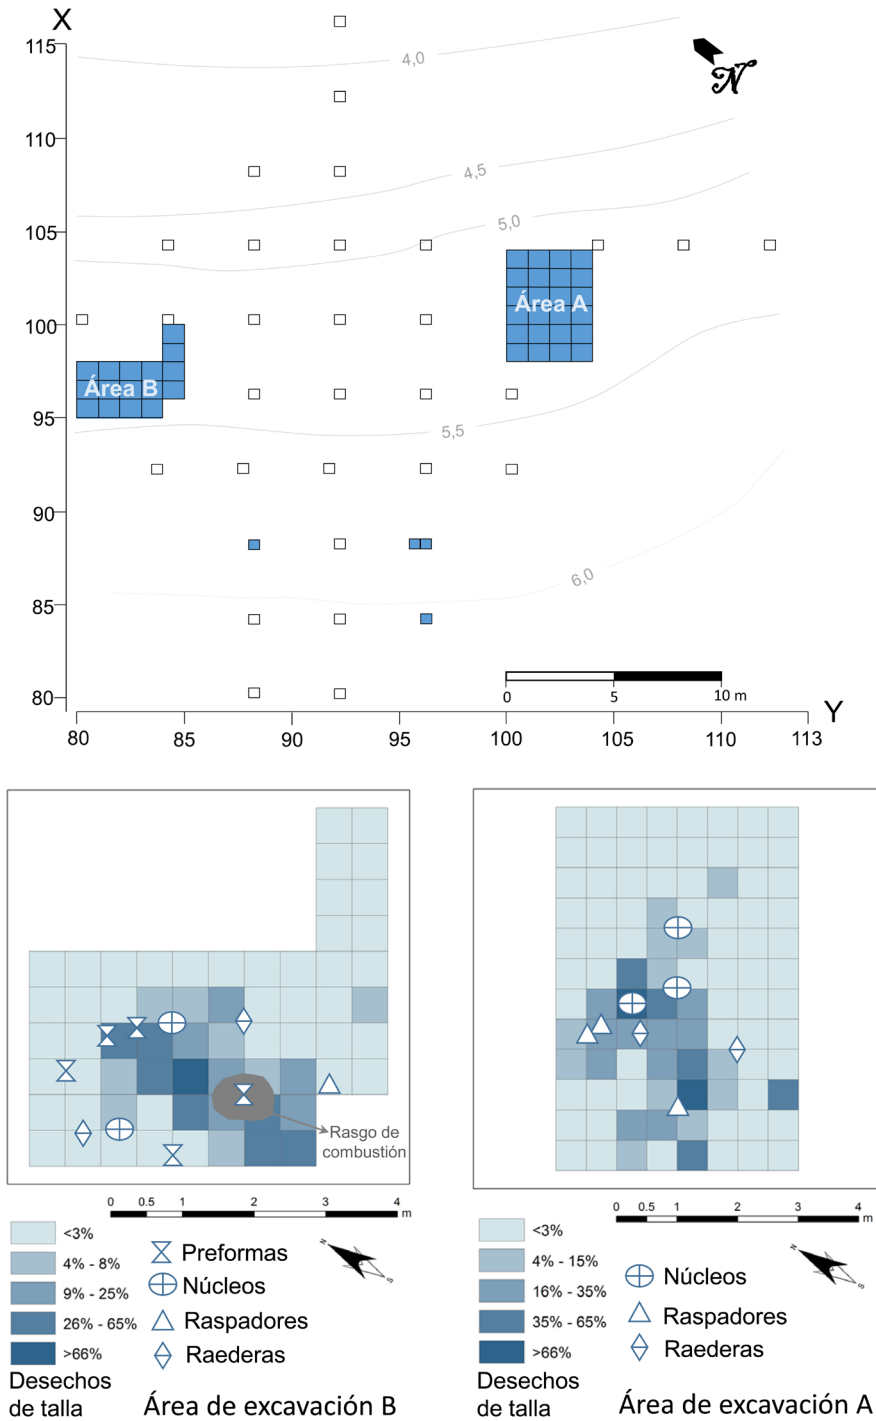 X
115
4,0
N
110
4,5
105
5,0
Área A
100
Área B
95
5,5
90
6,0
85
80
0 5 10 m
Y
80 85 90 95 100 105 110 113
Rasgo de
combustión
0 0.5 1 2 3 4 m
<3%
4% - 8%
9% - 25%
26% - 65%
>66%
Desechos
de talla
Preformas
Núcleos
Raspadores
Raederas
N
S
Área de excavación B
0 0.5 1 2 3 4 m
<3%
4% - 15%
16% - 35%
35% - 65%
>66%
Desechos
de talla
Núcleos
Raspadores
Raederas
N
S
Área de excavación A